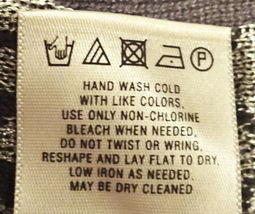 P
HAND WASH COLD
WITH LIKE COLORS,
USE ONLY NON-CHLORINE
BLEACH WHEN NEEDED.
DO NOT TWIST OR WRING,
RESHAPE AND LAY FLAT TO DRY.
LOW IRON AS NEEDED.
MAY BE DRY CLEANED